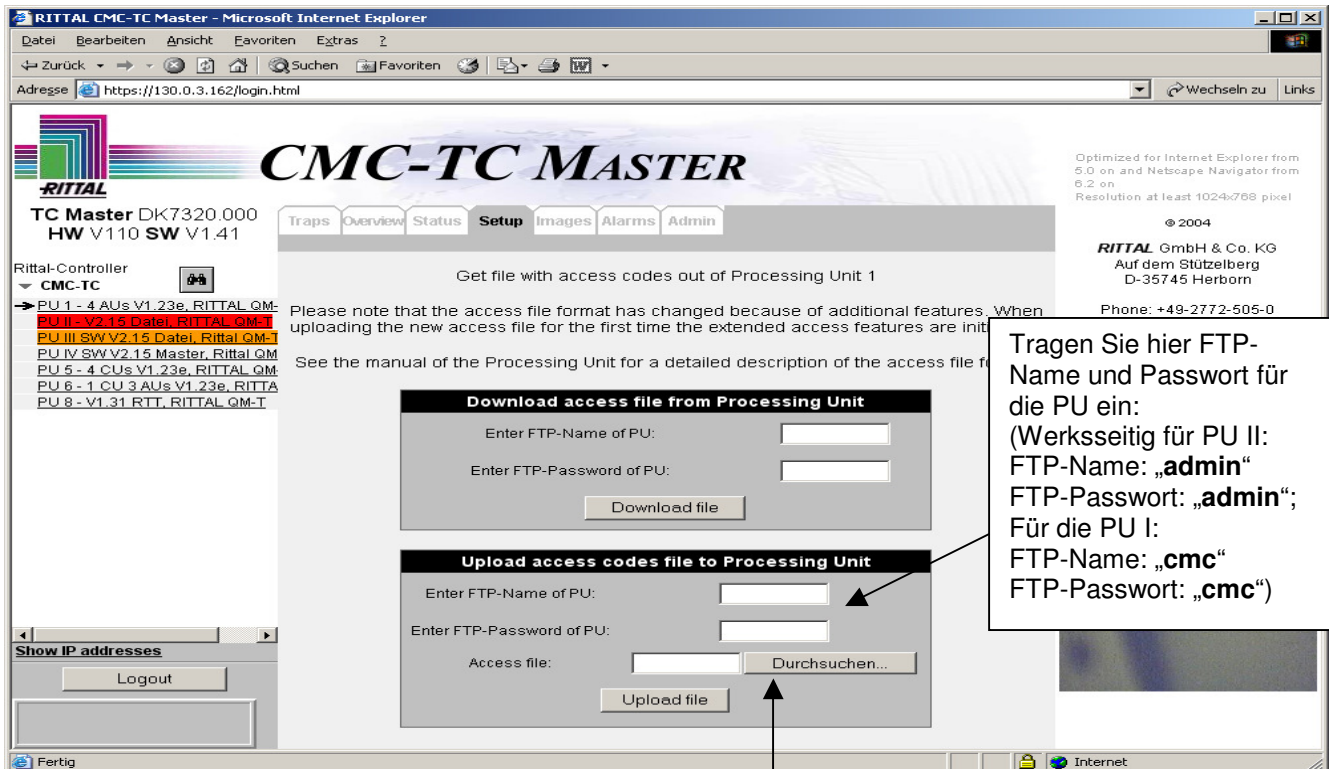 RITTAL CMC-TC Master - Microsoft Internet Explorer
Datei Bearbeiten Ansicht Favoriten Extras ?
Zurück Suchen Favoriten
Adresse https://130.0.3.162/login.html Wechseln zu Links
RITTAL
CMC-TC MASTER
Optimized for Internet Explorer from
5.0 on and Netscape Navigator from
6.2 on
Resolution at least 1024x768 pixel
TC Master DK7320.000
HW V110 SW V1.41
Traps Overview Status Setup Images Alarms Admin
© 2004
RITTAL GmbH & Co. KG
Auf dem Stützelberg
D-35745 Herborn
Phone: +49-2772-505-0
Rittal-Controller
CMC-TC
PU 1 - 4 AUs V1.23e, RITTAL QM-
PU II - V2.15 Datei, RITTAL QM-T
PU III SW V2.15 Datei, Rittal QM-T
PU IV SW V2.15 Master, Rittal QM
PU 5 - 4 CUs V1.23e, RITTAL QM-
PU 6 - 1 CU 3 AUs V1.23e, RITTA
PU 8 - V1.31 RTT, RITTAL QM-T
Get file with access codes out of Processing Unit 1
Please note that the access file format has changed because of additional features. When
uploading the new access file for the first time the extended access features are initi
See the manual of the Processing Unit for a detailed description of the access file f
Download access file from Processing Unit
Enter FTP-Name of PU:
Enter FTP-Password of PU:
Download file
Upload access codes file to Processing Unit
Enter FTP-Name of PU:
Enter FTP-Password of PU:
Access file: Durchsuchen...
Upload file
Tragen Sie hier FTP-
Name und Passwort für
die PU ein:
(Werksseitig für PU II:
FTP-Name: „admin“
FTP-Passwort: „admin“;
Für die PU I:
FTP-Name: „cmc“
FTP-Passwort: „cmc“)
Show IP addresses
Logout
Fertig Internet